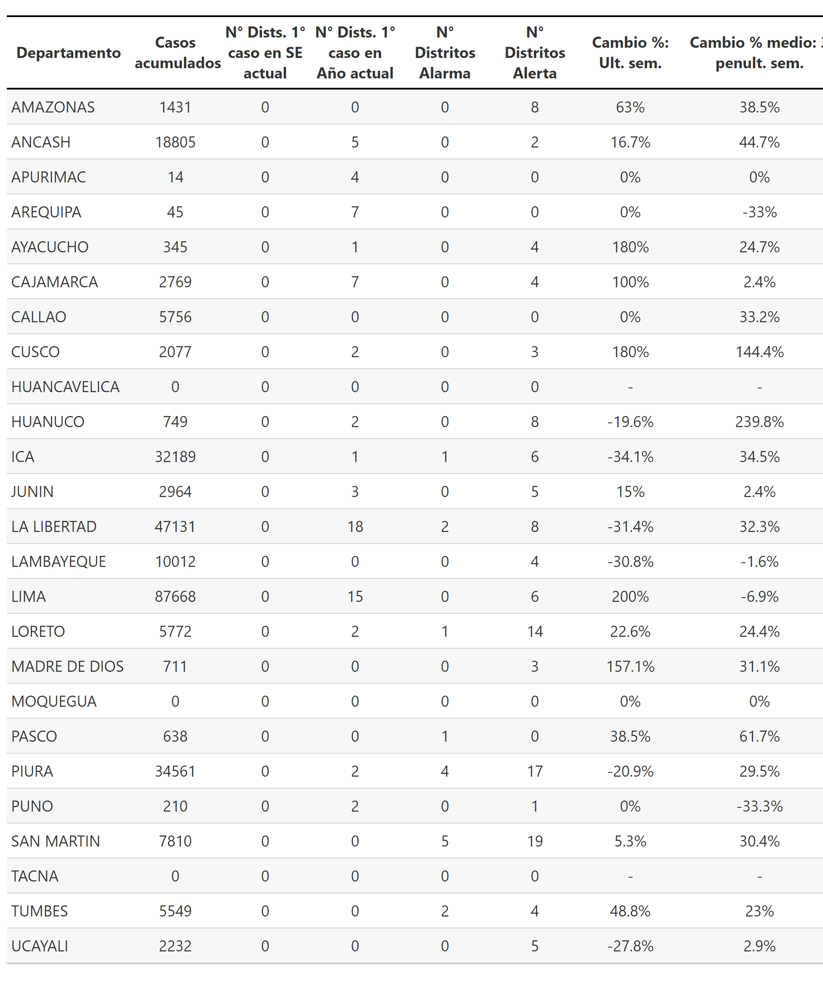 Departamento Casos acumulados N° Dists. 1° caso en SE actual N° Dists. 1° caso en Año actual N° Distritos Alarma N° Distritos Alerta Cambio %: Ult. sem. Cambio % medio: 3 penult. sem.
AMAZONAS 1431 0 0 0 8 63% 38.5%
ANCASH 18805 0 5 0 2 16.7% 44.7%
APURIMAC 14 0 4 0 0 0% 0%
AREQUIPA 45 0 7 0 0 0% -33%
AYACUCHO 345 0 1 0 4 180% 24.7%
CAJAMARCA 2769 0 7 0 4 100% 2.4%
CALLAO 5756 0 0 0 0 0% 33.2%
CUSCO 2077 0 2 0 3 180% 144.4%
HUANCAVELICA 0 0 0 0 0 - -
HUANUCO 749 0 2 0 8 -19.6% 239.8%
ICA 32189 0 1 1 6 -34.1% 34.5%
JUNIN 2964 0 3 0 5 15% 2.4%
LA LIBERTAD 47131 0 18 2 8 -31.4% 32.3%
LAMBAYEQUE 10012 0 0 0 4 -30.8% -1.6%
LIMA 87668 0 15 0 6 200% -6.9%
LORETO 5772 0 2 1 14 22.6% 24.4%
MADRE DE DIOS 711 0 0 0 3 157.1% 31.1%
MOQUEGUA 0 0 0 0 0 0% 0%
PASCO 638 0 0 1 0 38.5% 61.7%
PIURA 34561 0 2 4 17 -20.9% 29.5%
PUNO 210 0 2 0 1 0% -33.3%
SAN MARTIN 7810 0 0 5 19 5.3% 30.4%
TACNA 0 0 0 0 0 - -
TUMBES 5549 0 0 2 4 48.8% 23%
UCAYALI 2232 0 0 0 5 -27.8% 2.9%